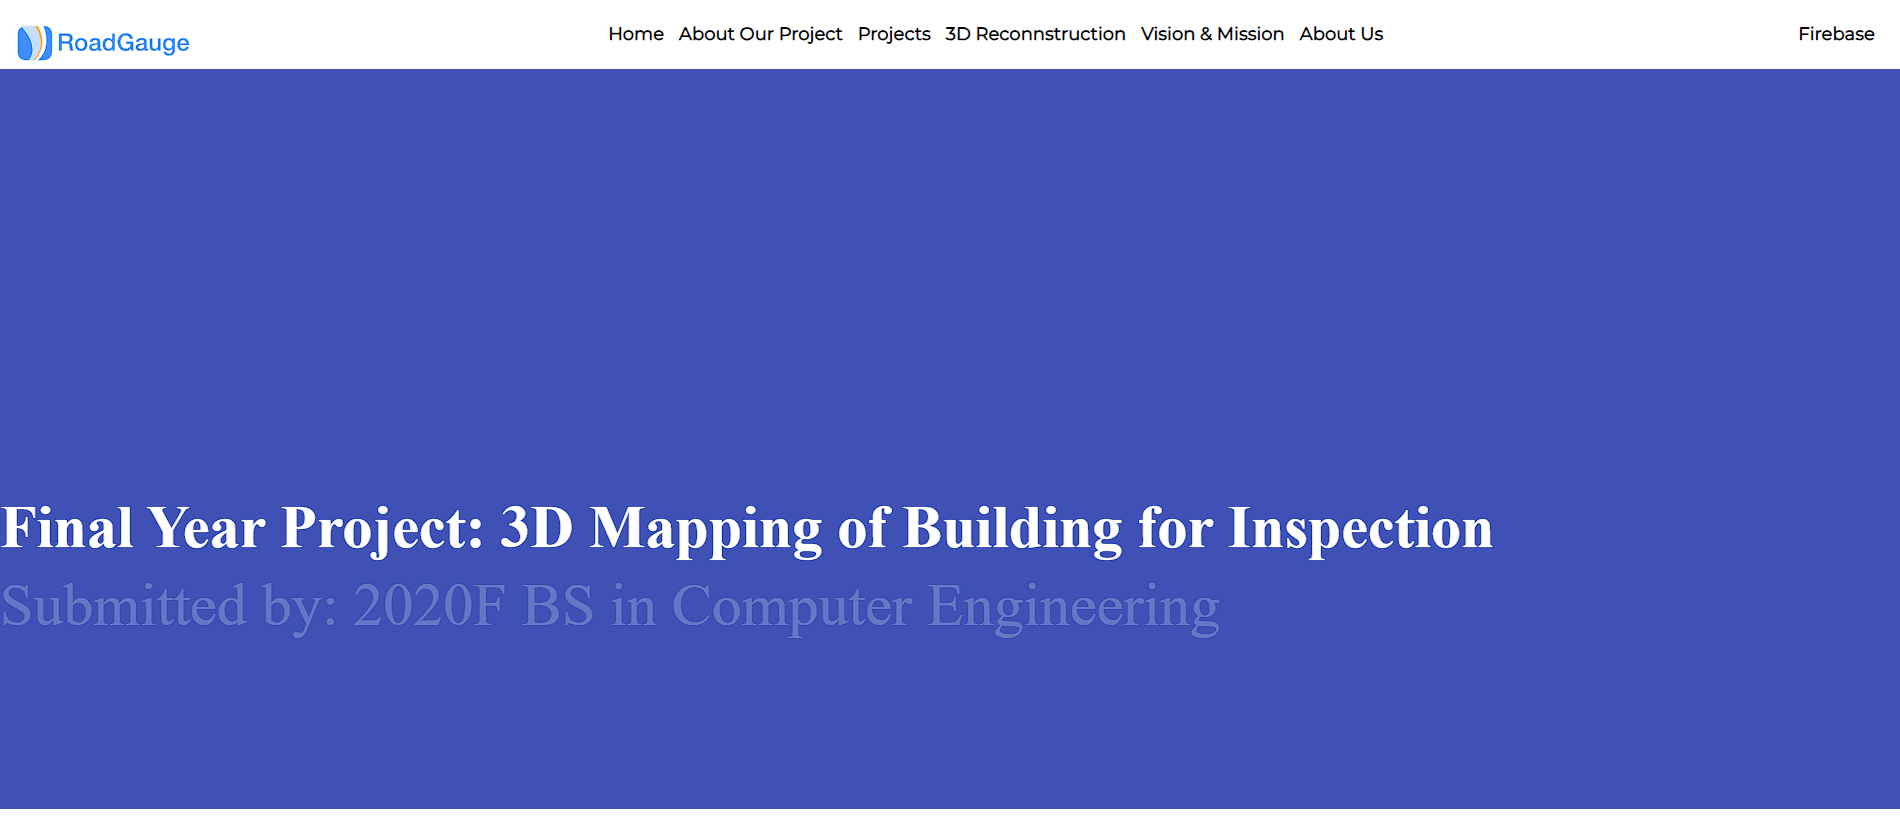 RoadGauge
Home About Our Project Projects 3D Reconnstruction Vision & Mission About Us Firebase
Final Year Project: 3D Mapping of Building for Inspection
Submitted by: 2020F BS in Computer Engineering